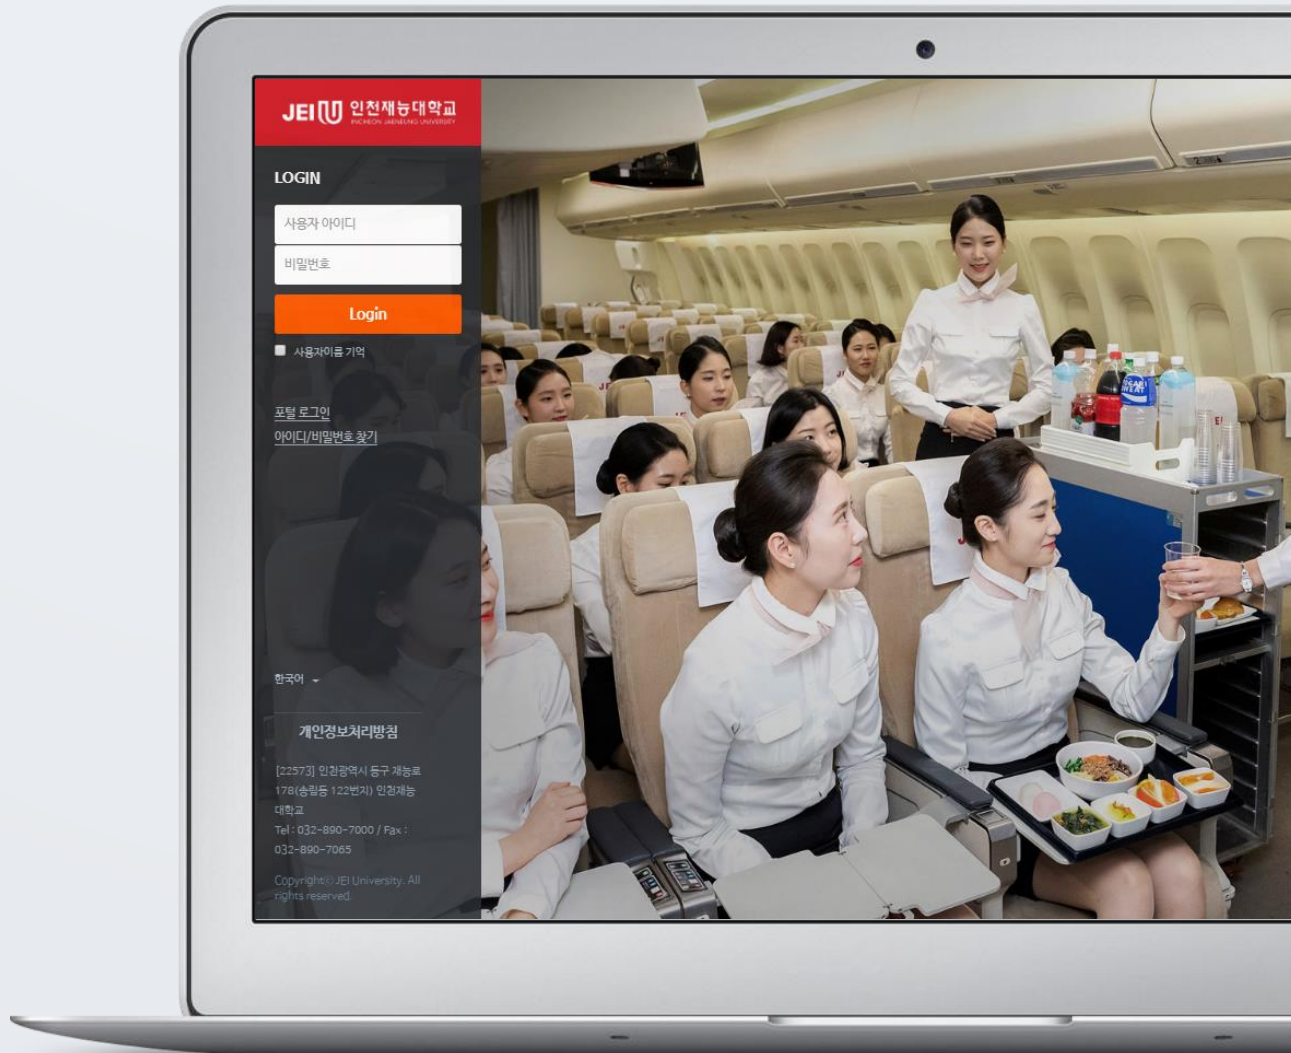 JEIU 인천재능대학교
INCHEON JAENEUNG UNIVERSITY
LOGIN
사용자 아이디
비밀번호
Login
사용자이름 기억
포털 로그인
아이디/비밀번호 찾기
한국어
개인정보처리방침
[22573] 인천광역시 동구 재능로
178(송림동 122번지) 인천재능
대학교
Tel : 032-890-7000 / Fax :
032-890-7065
Copyrightⓒ JEI University. All
rights reserved.